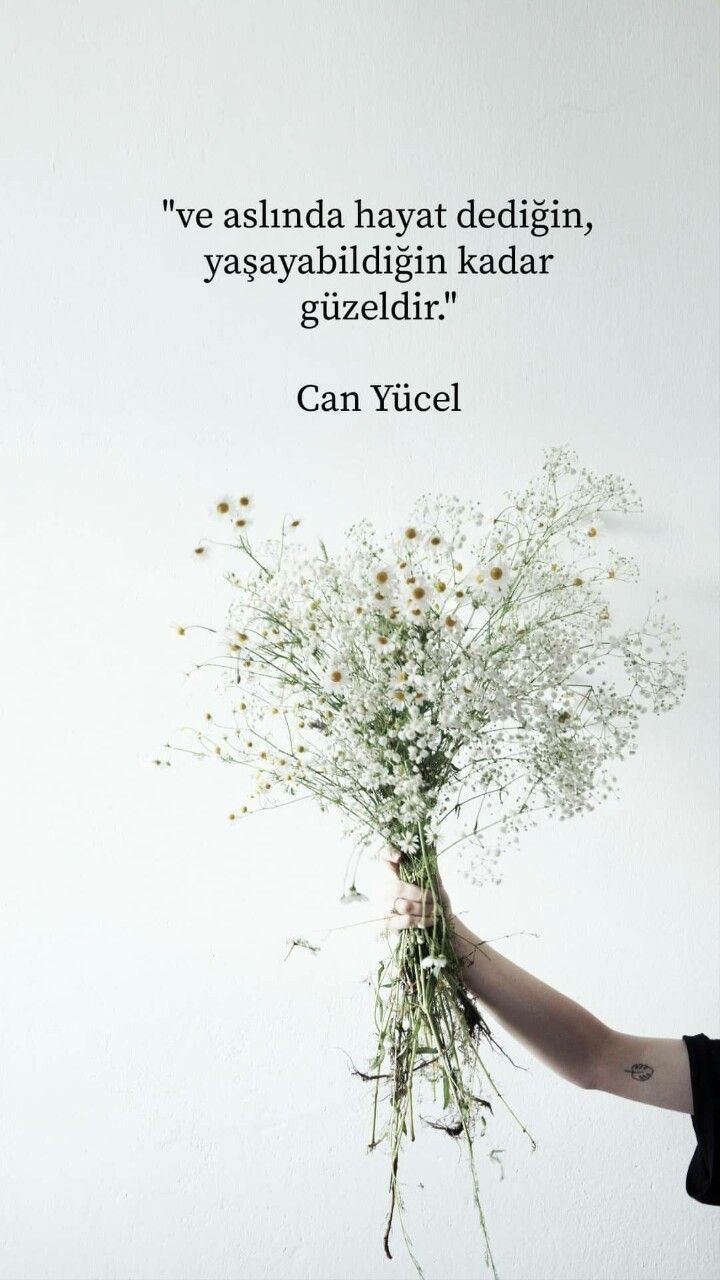 "ve aslında hayat dediğin,
yaşayabildiğin kadar
güzeldir."
Can Yücel